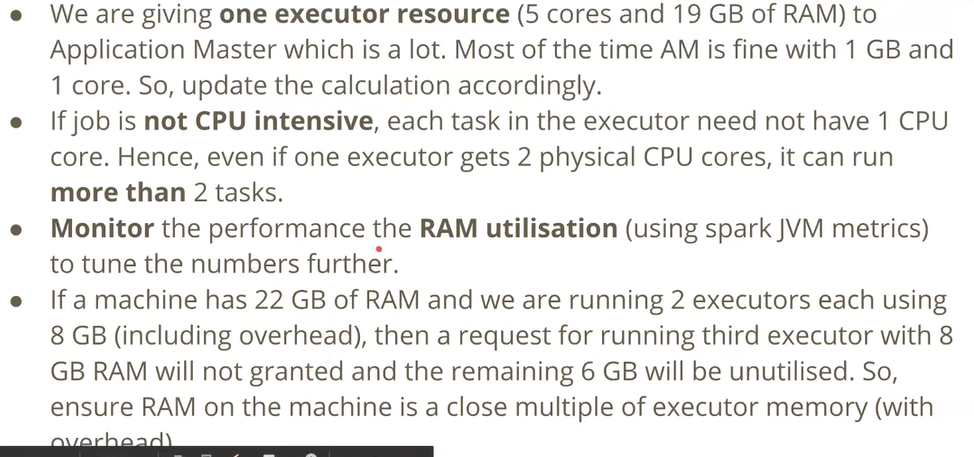 ● We are giving one executor resource (5 cores and 19 GB of RAM) to
Application Master which is a lot. Most of the time AM is fine with 1 GB and
1 core. So, update the calculation accordingly.
● If job is not CPU intensive, each task in the executor need not have 1 CPU
core. Hence, even if one executor gets 2 physical CPU cores, it can run
more than 2 tasks.
● Monitor the performance the RAM utilisation (using spark JVM metrics)
to tune the numbers further.
● If a machine has 22 GB of RAM and we are running 2 executors each using
8 GB (including overhead), then a request for running third executor with 8
GB RAM will not granted and the remaining 6 GB will be unutilised. So,
ensure RAM on the machine is a close multiple of executor memory (with
overhead)